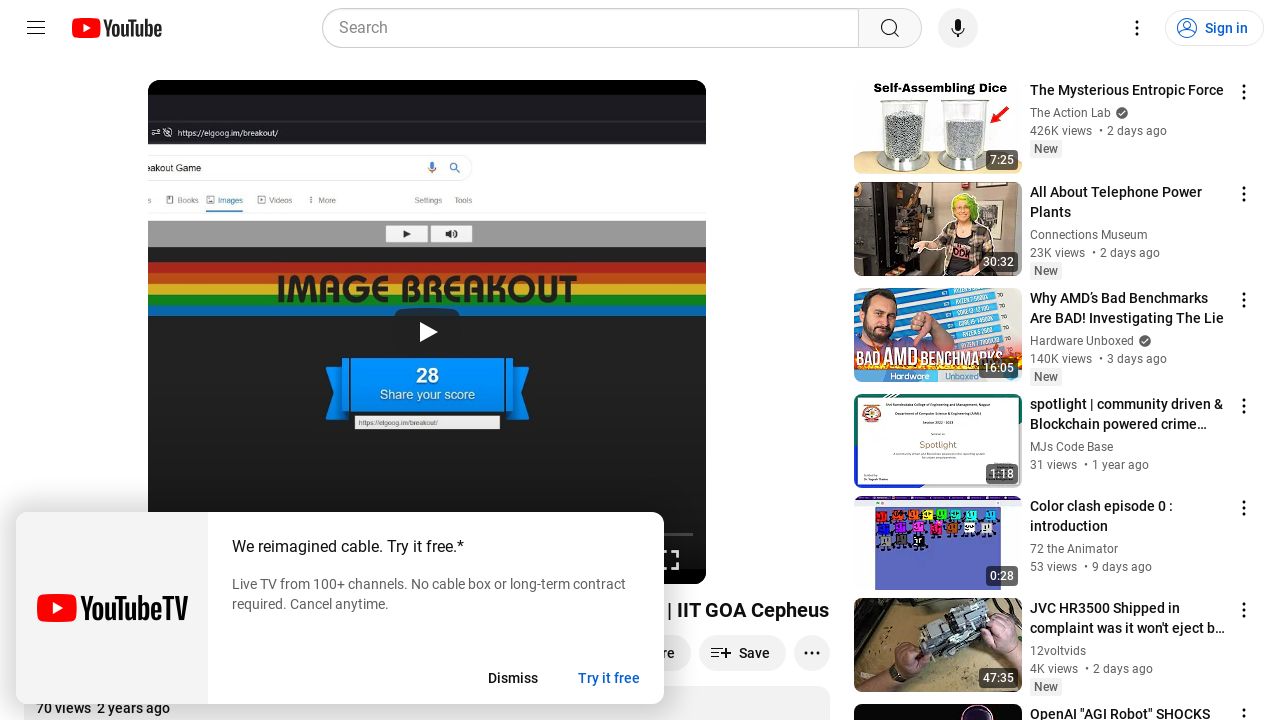 YouTube
Search
Sign in
https://elgoog.im/breakout/
eakout Game
s
Books
Images
Videos
More
Settings
Tools
IMAGE BREAKOUT
28
Share your score
https://elgoog.im/breakout/
| IIT GOA Cepheus
re
Save
70 views 2 years ago
YouTubeTV
We reimagined cable. Try it free.*
Live TV from 100+ channels. No cable box or long-term contract
required. Cancel anytime.
Dismiss
Try it free
Self-Assembling Dice
7:25
The Mysterious Entropic Force
The Action Lab
426K views • 2 days ago
New
30:32
All About Telephone Power
Plants
Connections Museum
23K views • 2 days ago
New
BAD AMD BENCHMARKS
Hardware Unboxed
16:05
Why AMD’s Bad Benchmarks
Are BAD! Investigating The Lie
Hardware Unboxed
140K views • 3 days ago
New
Spotlight
1:18
spotlight | community driven &
Blockchain powered crime…
MJs Code Base
31 views • 1 year ago
0:28
Color clash episode 0 :
introduction
72 the Animator
53 views • 9 days ago
47:35
JVC HR3500 Shipped in
complaint was it won't eject b…
12voltvids
4K views • 2 days ago
New
OpenAI "AGI Robot" SHOCKS